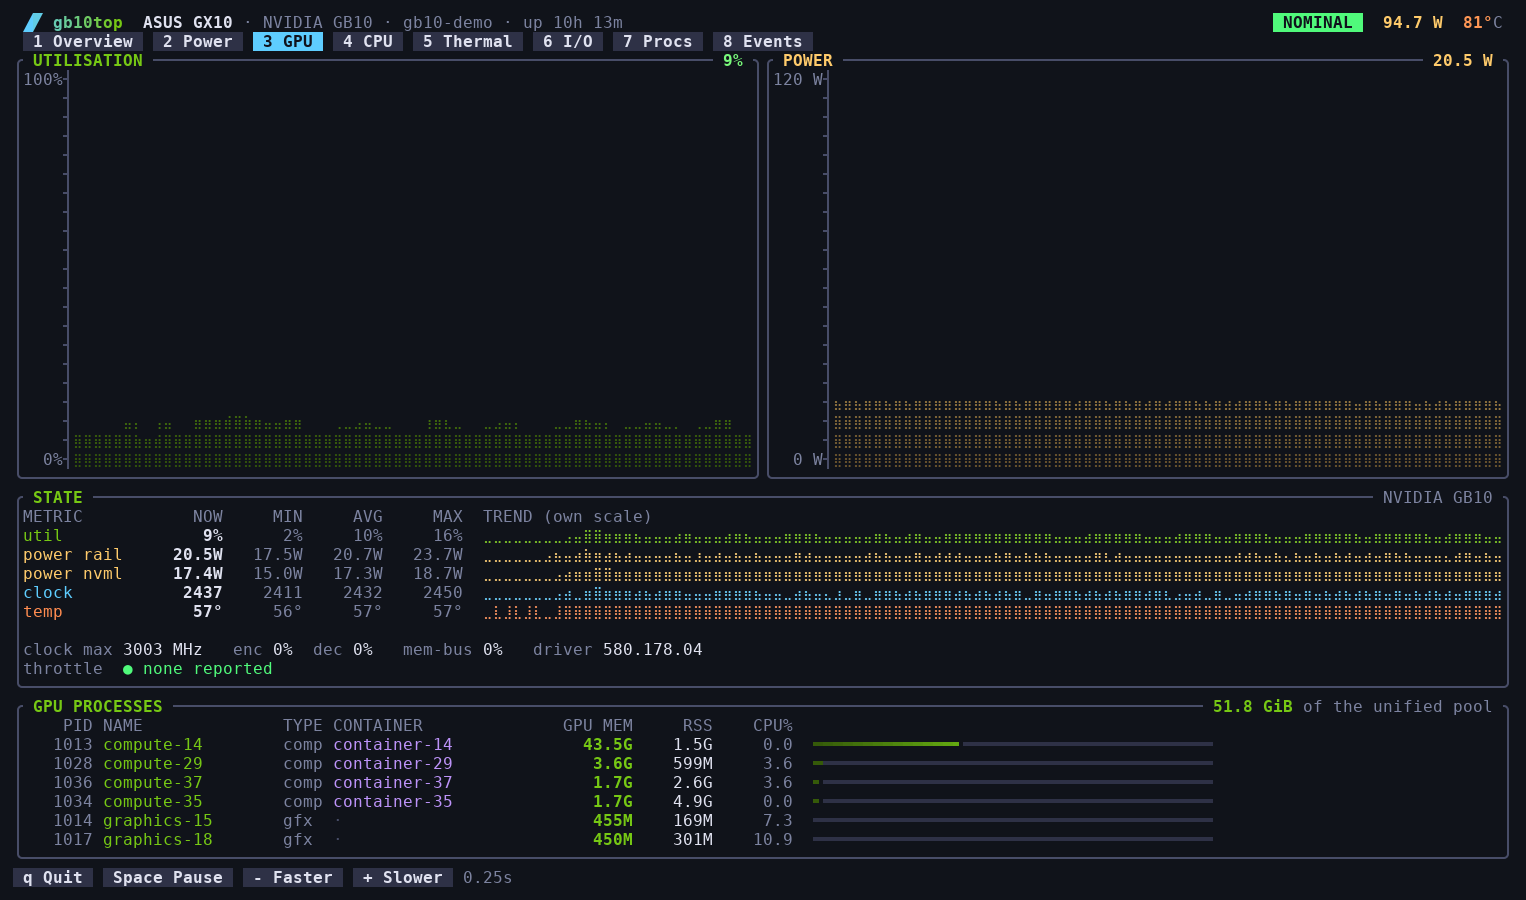 gb10top ASUS GX10 · NVIDIA GB10 · gb10-demo · up 10h 13m NOMINAL 94.7 W 81°C
1 Overview 2 Power 3 GPU 4 CPU 5 Thermal 6 I/O 7 Procs 8 Events
UTILISATION 9% POWER 20.5 W
100% 120 W
0% 0 W
STATE NVIDIA GB10
METRIC NOW MIN AVG MAX TREND (own scale)
util 9% 2% 10% 16%
power rail 20.5W 17.5W 20.7W 23.7W
power nvml 17.4W 15.0W 17.3W 18.7W
clock 2437 2411 2432 2450
temp 57° 56° 57° 57°
clock max 3003 MHz enc 0% dec 0% mem-bus 0% driver 580.178.04
throttle ● none reported
GPU PROCESSES 51.8 GiB of the unified pool
PID NAME TYPE CONTAINER GPU MEM RSS CPU%
1013 compute-14 comp container-14 43.5G 1.5G 0.0
1028 compute-29 comp container-29 3.6G 599M 3.6
1036 compute-37 comp container-37 1.7G 2.6G 3.6
1034 compute-35 comp container-35 1.7G 4.9G 0.0
1014 graphics-15 gfx · 455M 169M 7.3
1017 graphics-18 gfx · 450M 301M 10.9
q Quit Space Pause - Faster + Slower 0.25s